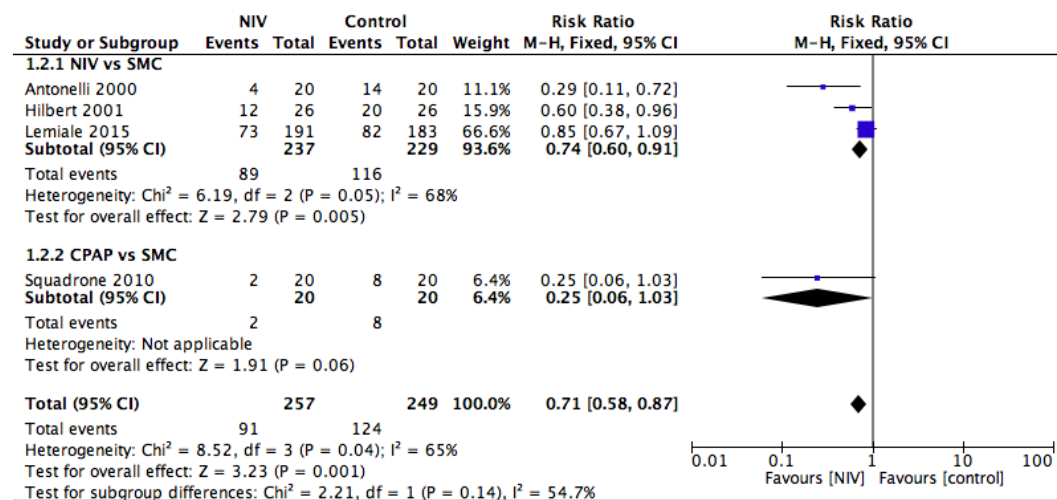 NIV Control Risk Ratio Risk Ratio
Study or Subgroup Events Total Events Total Weight M-H, Fixed, 95% CI M-H, Fixed, 95% CI
1.2.1 NIV vs SMC
Antonelli 2000 4 20 14 20 11.1% 0.29 [0.11, 0.72]
Hilbert 2001 12 26 20 26 15.9% 0.60 [0.38, 0.96]
Lemiale 2015 73 191 82 183 66.6% 0.85 [0.67, 1.09]
Subtotal (95% CI) 237 229 93.6% 0.74 [0.60, 0.91]
Total events 89 116
Heterogeneity: Chi² = 6.19, df = 2 (P = 0.05); I² = 68%
Test for overall effect: Z = 2.79 (P = 0.005)
1.2.2 CPAP vs SMC
Squadrone 2010 2 20 8 20 6.4% 0.25 [0.06, 1.03]
Subtotal (95% CI) 20 20 6.4% 0.25 [0.06, 1.03]
Total events 2 8
Heterogeneity: Not applicable
Test for overall effect: Z = 1.91 (P = 0.06)
Total (95% CI) 257 249 100.0% 0.71 [0.58, 0.87]
Total events 91 124
Heterogeneity: Chi² = 8.52, df = 3 (P = 0.04); I² = 65%
Test for overall effect: Z = 3.23 (P = 0.001)
Test for subgroup differences: Chi² = 2.21, df = 1 (P = 0.14), I² = 54.7%
0.01 0.1 1 10 100
Favours [NIV] Favours [control]